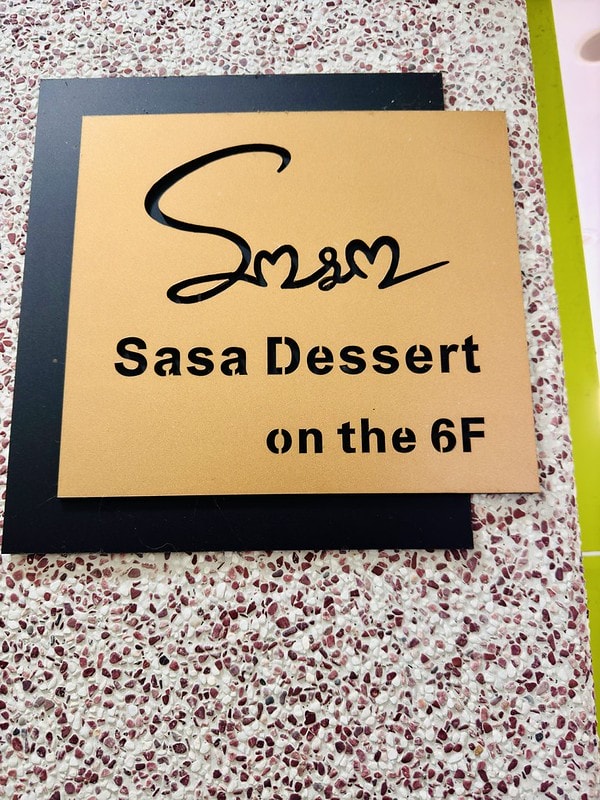 Sasa
Sasa Dessert
on the 6F